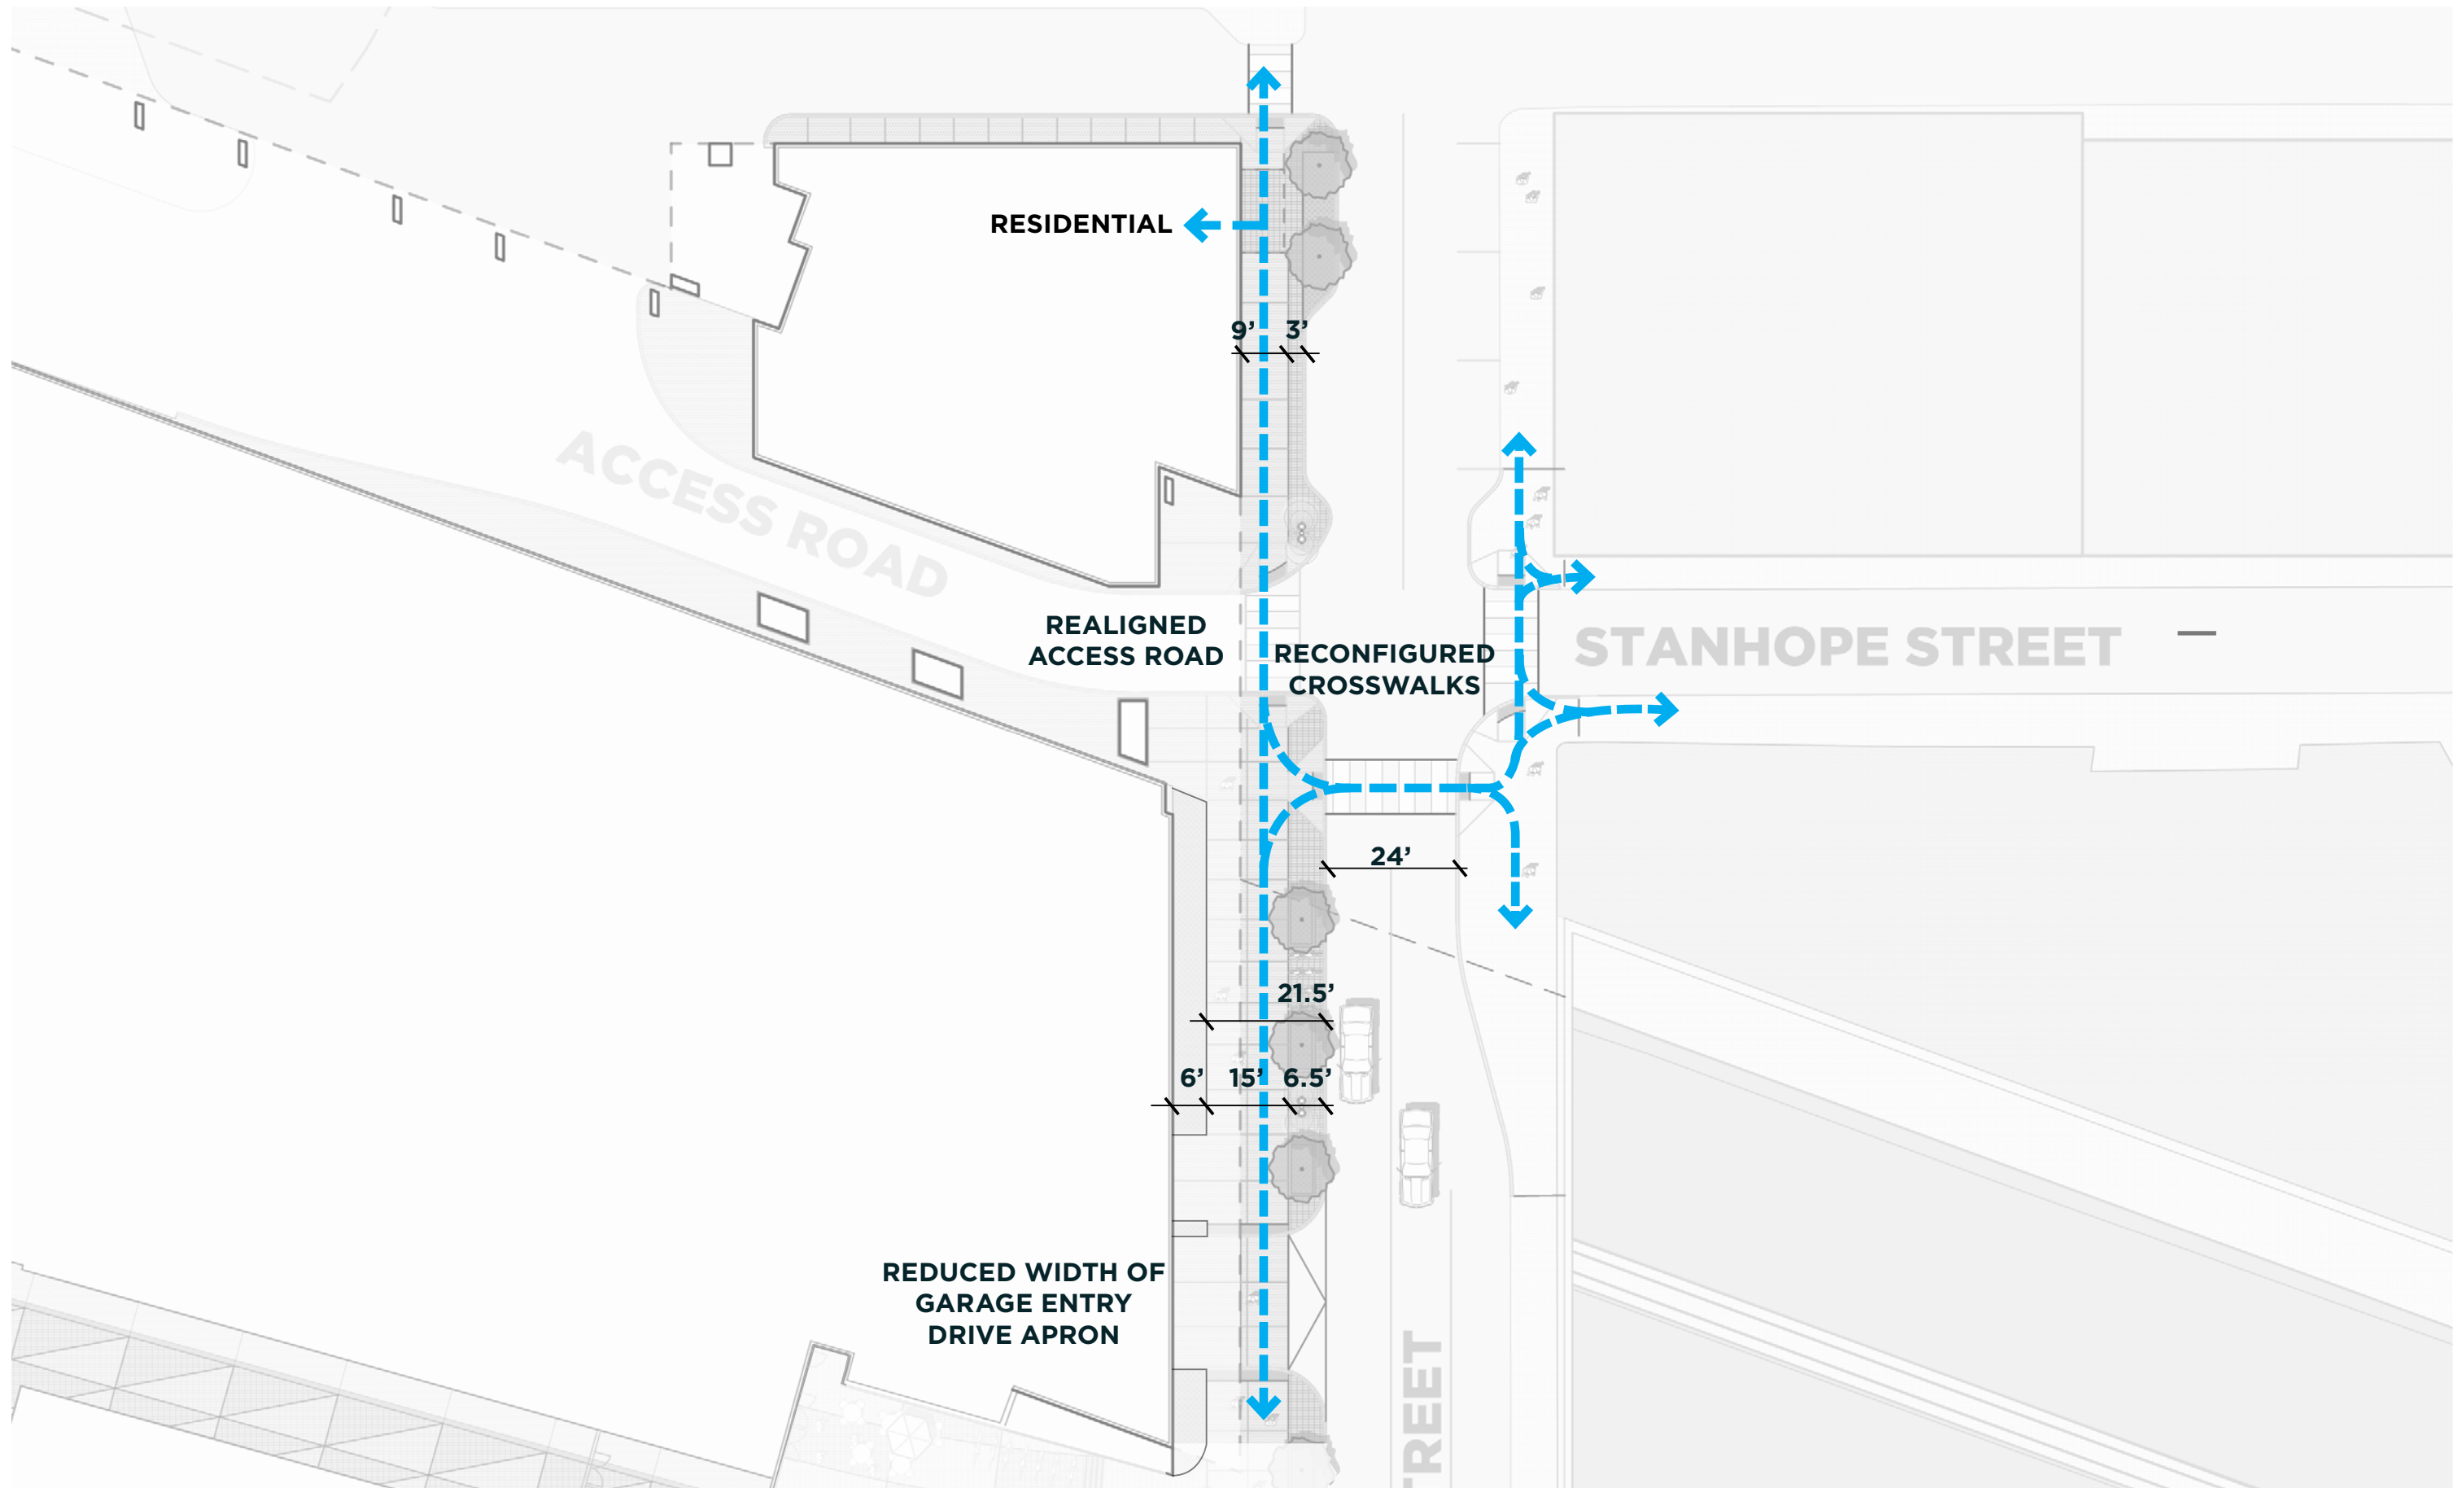 RESIDENTIAL
9’ 3’
ACCESS ROAD
REALIGNED
ACCESS ROAD
RECONFIGURED
CROSSWALKS
STANHOPE STREET
24’
21.5’
6’ 15’ 6.5’
REDUCED WIDTH OF
GARAGE ENTRY
DRIVE APRON
TREET